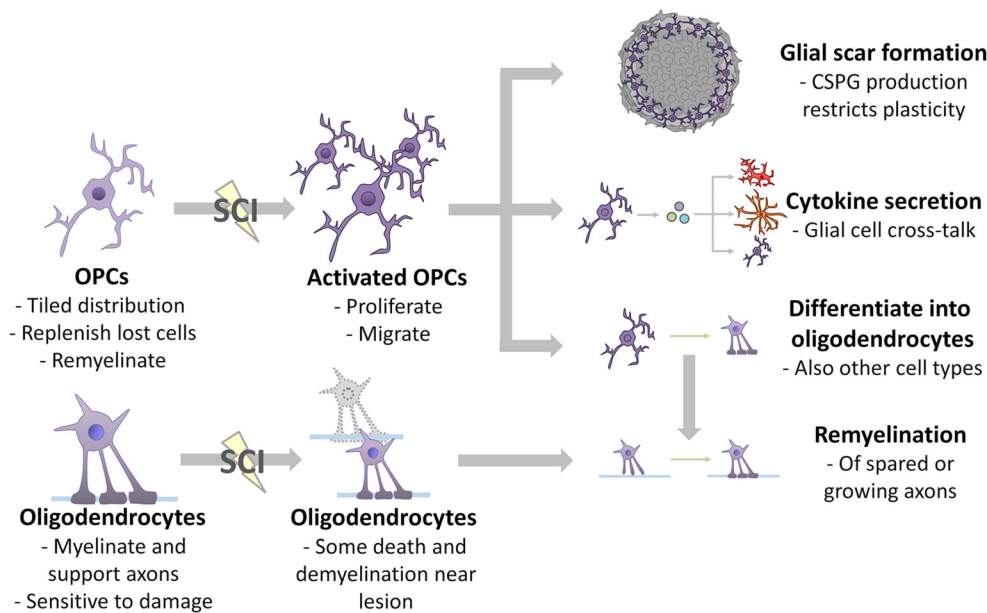 SCI
OPCs
- Tiled distribution
- Replenish lost cells
- Remyelinate
Activated OPCs
- Proliferate
- Migrate
Glial scar formation
- CSPG production
restricts plasticity
Cytokine secretion
- Glial cell cross-talk
Differentiate into
oligodendrocytes
- Also other cell types
SCI
Oligodendrocytes
- Myelinate and
support axons
- Sensitive to damage
Oligodendrocytes
- Some death and
demyelination near
lesion
Remyelination
- Of spared or
growing axons